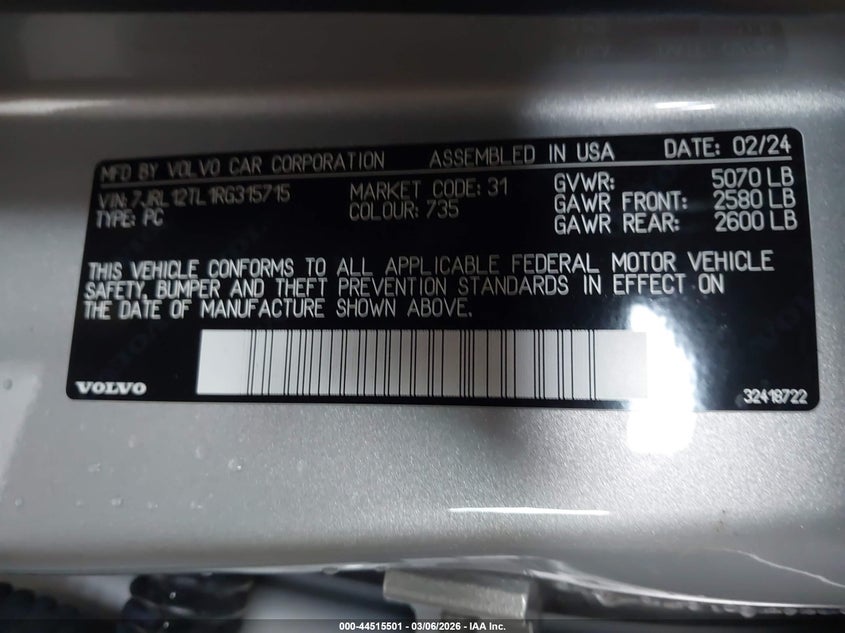 MFD BY VOLVO CAR CORPORATION ASSEMBLED IN USA DATE: 02/24
VIN: 7JRL12TL1RG315715 MARKET CODE: 31 GVWR: 5070 LB
TYPE: PC COLOUR: 735 GAWR FRONT: 2580 LB
GAWR REAR: 2600 LB
THIS VEHICLE CONFORMS TO ALL APPLICABLE FEDERAL MOTOR VEHICLE
SAFETY, BUMPER AND THEFT PREVENTION STANDARDS IN EFFECT ON
THE DATE OF MANUFACTURE SHOWN ABOVE.
VOLVO 32418722
000-44515501 - 03/06/2026 - IAA Inc.